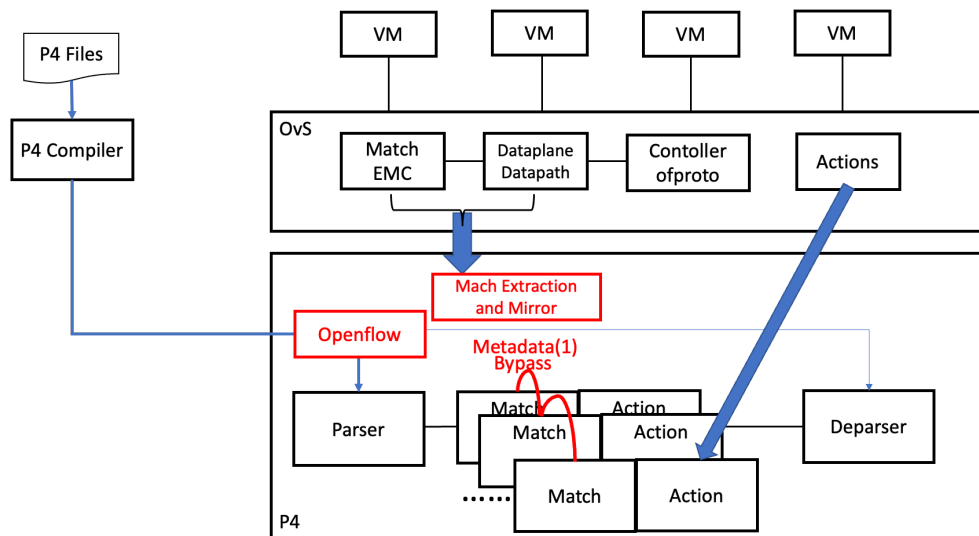 VM
VM
VM
VM
P4 Files
P4 Compiler
OvS
Match
EMC
Dataplane
Datapath
Contoller
ofproto
Actions
Mach Extraction
and Mirror
Openflow
Metadata(1)
Bypass
Parser
Match
Action
Match
Action
Match
Action
Deparser
......
P4